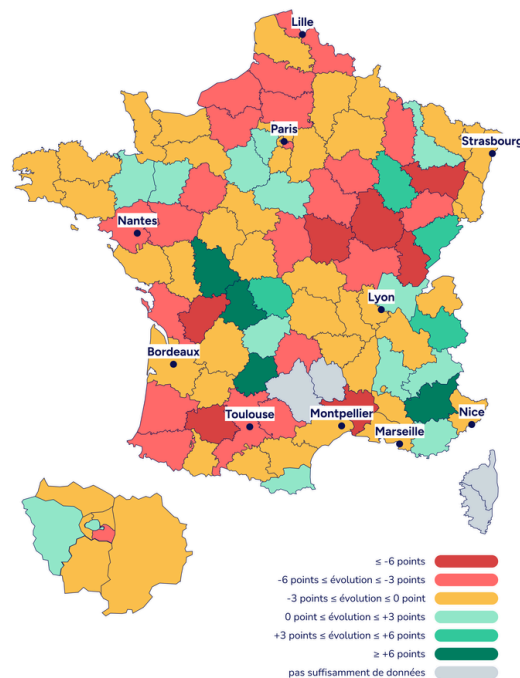 Lille
Paris
Strasbourg
Nantes
Lyon
Bordeaux
Toulouse
Montpellier
Nice
Marseille
≤ -6 points
-6 points ≤ évolution ≤ -3 points
-3 points ≤ évolution ≤ 0 point
0 point ≤ évolution ≤ +3 points
+3 points ≤ évolution ≤ +6 points
≥ +6 points
pas suffisamment de données